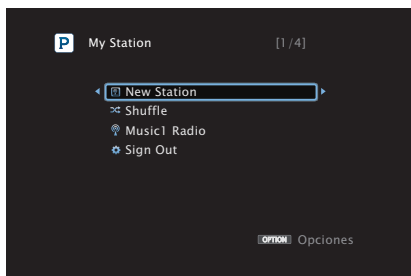 P My Station [1/4]
New Station
Shuffle
Music1 Radio
Sign Out
OPTION Opciones